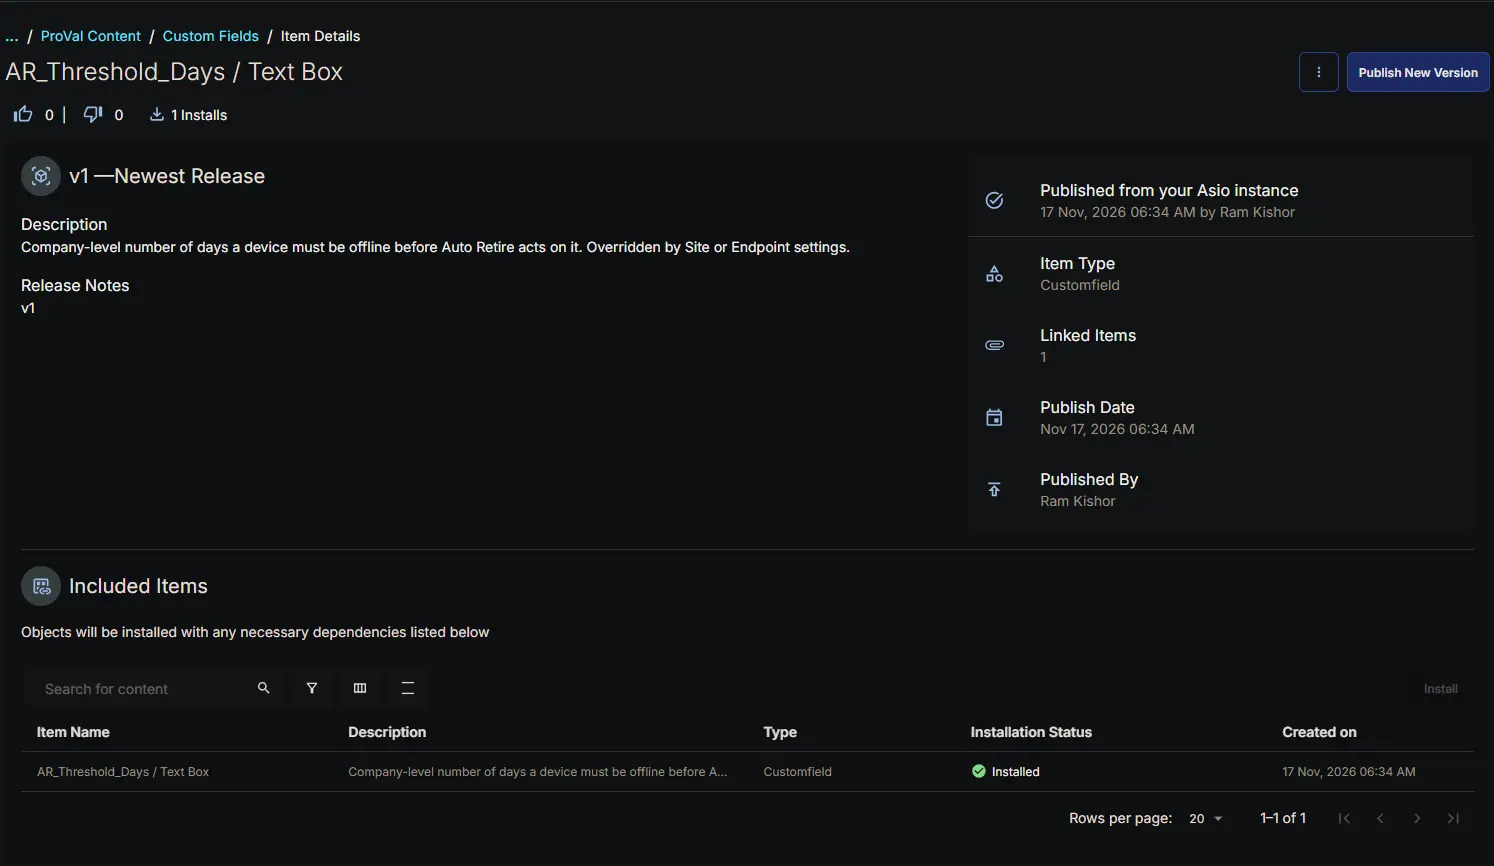 ... / ProVal Content / Custom Fields / Item Details
AR_Threshold_Days / Text Box
Publish New Version
0 | 0 1 Installs
v1 —Newest Release
Description
Company-level number of days a device must be offline before Auto Retire acts on it. Overridden by Site or Endpoint settings.
Release Notes
v1
Published from your Asio instance
17 Nov, 2026 06:34 AM by Ram Kishor
Item Type
Customfield
Linked Items
1
Publish Date
Nov 17, 2026 06:34 AM
Published By
Ram Kishor
Included Items
Objects will be installed with any necessary dependencies listed below
Search for content
Install
Item Name Description Type Installation Status Created on
AR_Threshold_Days / Text Box Company-level number of days a device must be offline before A... Customfield Installed 17 Nov, 2026 06:34 AM
Rows per page: 20 1–1 of 1